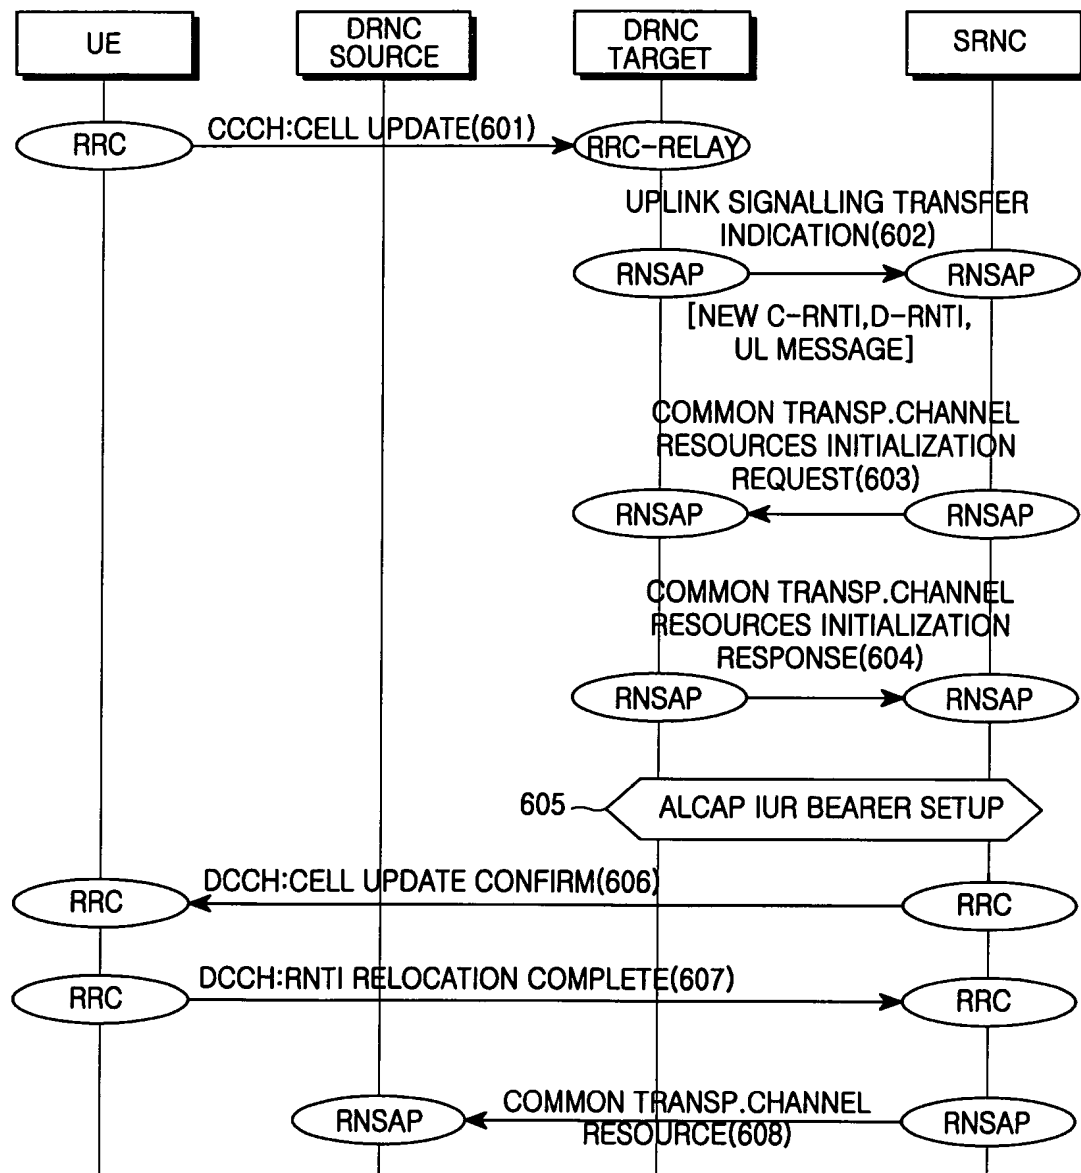 UE
DRNC
SOURCE
DRNC
TARGET
SRNC
CCCH:CELL UPDATE(601)
RRC
RRC-RELAY
UPLINK SIGNALLING TRANSFER
INDICATION(602)
RNSAP
RNSAP
[NEW C-RNTI,D-RNTI,
UL MESSAGE]
COMMON TRANSP.CHANNEL
RESOURCES INITIALIZATION
REQUEST(603)
RNSAP
RNSAP
COMMON TRANSP.CHANNEL
RESOURCES INITIALIZATION
RESPONSE(604)
RNSAP
RNSAP
605
ALCAP IUR BEARER SETUP
DCCH:CELL UPDATE CONFIRM(606)
RRC
RRC
DCCH:RNTI RELOCATION COMPLETE(607)
RRC
RRC
COMMON TRANSP.CHANNEL
RESOURCE(608)
RNSAP
RNSAP